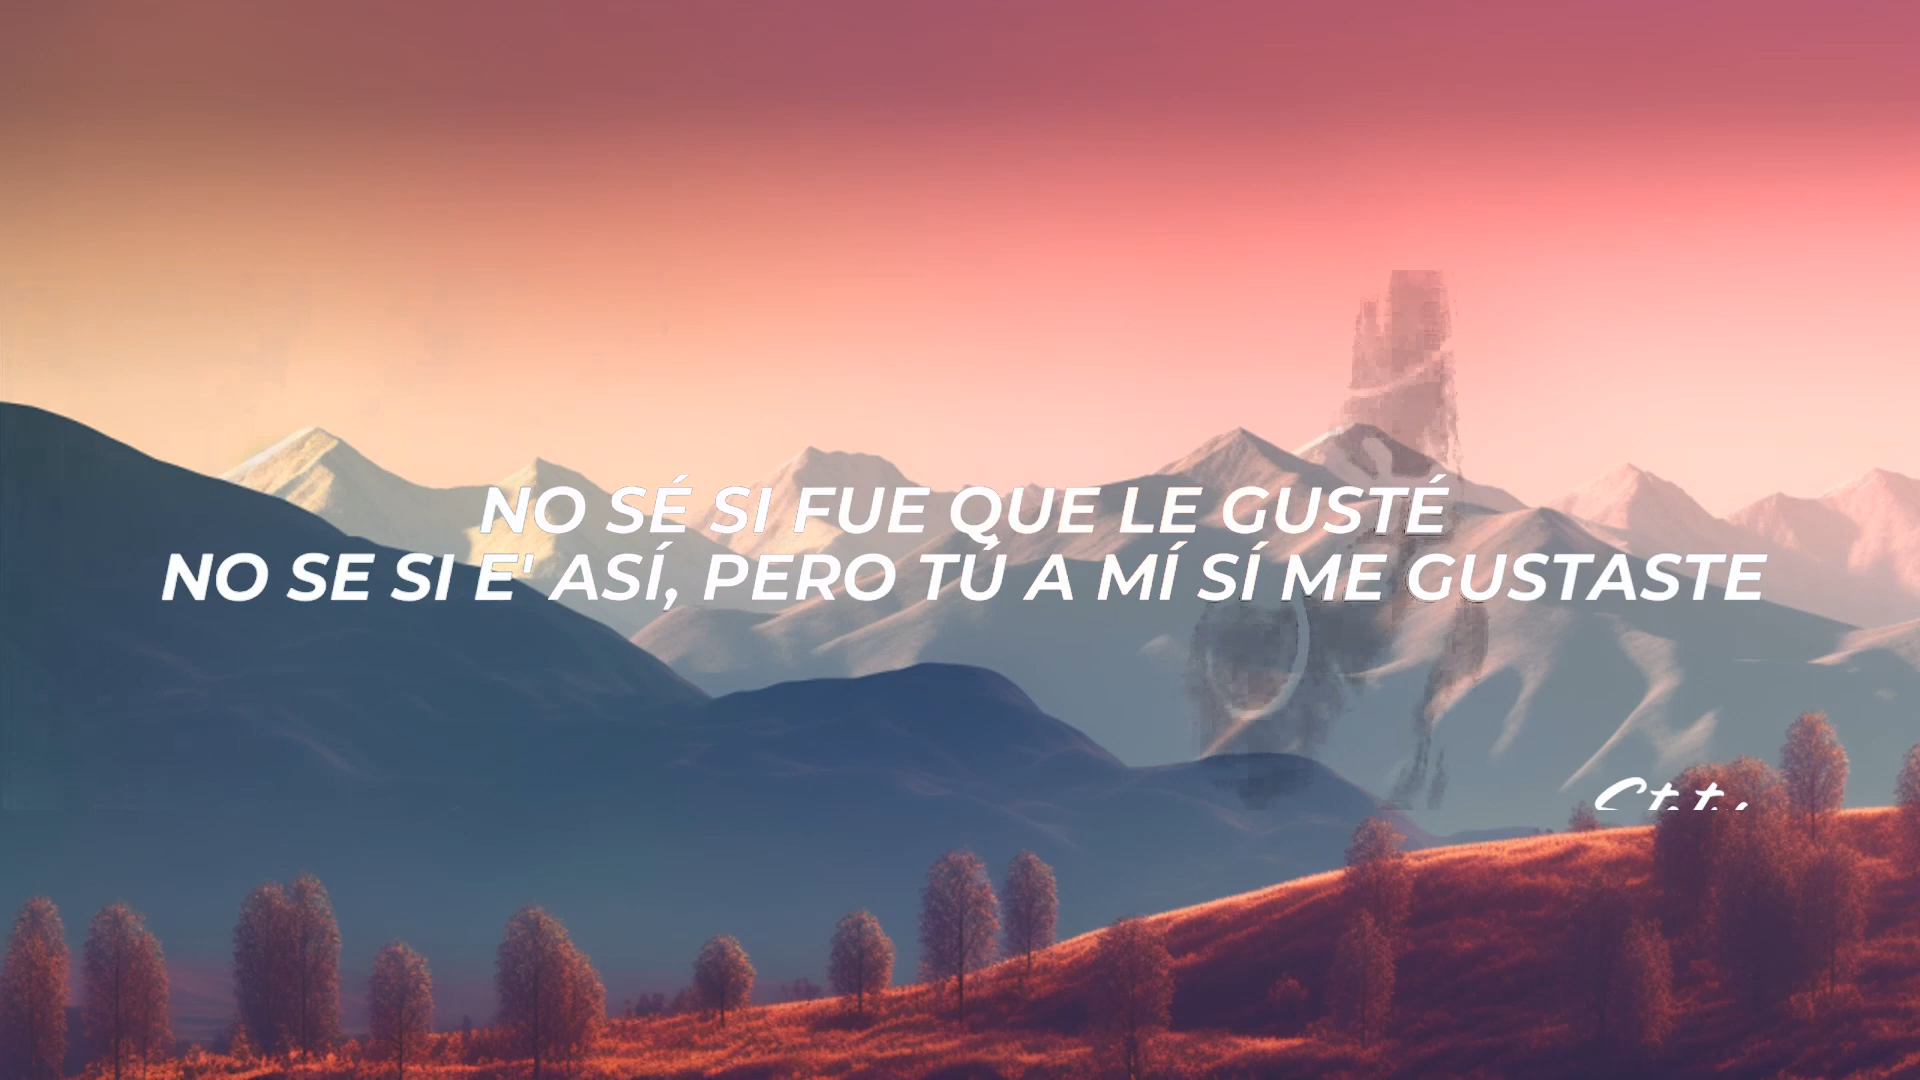 NO SÉ SI FUE QUE LE GUSTÉ
NO SE SI E' ASÍ, PERO TÚ A MÍ SÍ ME GUSTASTE